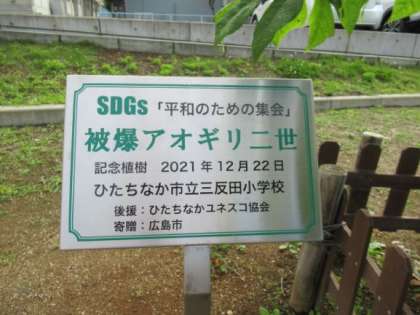 SDGs「平和のための集会」
被爆アオギリ二世
記念植樹 2021年12月22日
ひたちなか市立三反田小学校
後援：ひたちなかユネスコ協会
寄贈：広島市